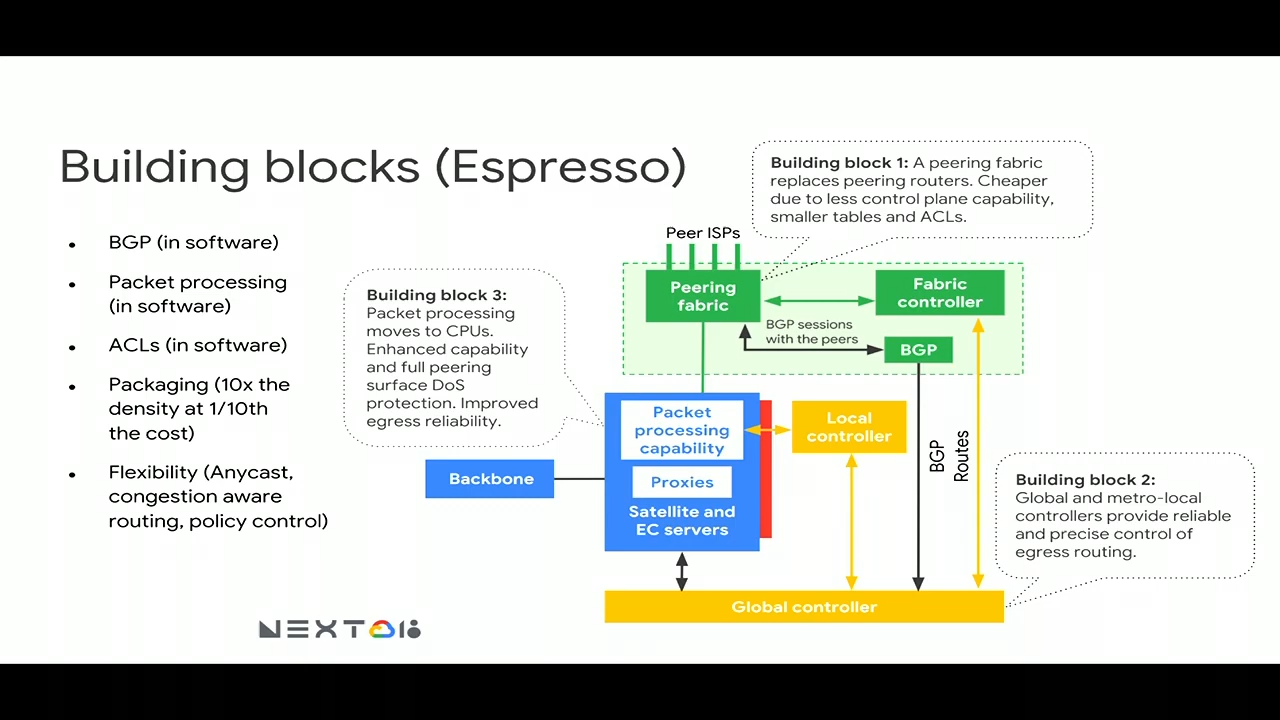 Building blocks (Espresso)
• BGP (in software)
• Packet processing
(in software)
• ACLs (in software)
• Packaging (10x the
density at 1/10th
the cost)
• Flexibility (Anycast,
congestion aware
routing, policy control)
Building block 1: A peering fabric
replaces peering routers. Cheaper
due to less control plane capability,
smaller tables and ACLs.
Peer ISPs
Peering
fabric
Fabric
controller
BGP sessions
with the peers
BGP
Building block 3:
Packet processing
moves to CPUs.
Enhanced capability
and full peering
surface DoS
protection. Improved
egress reliability.
Packet
processing
capability
Proxies
Satellite and
EC servers
Backbone
Local
controller
BGP
Routes
Building block 2:
Global and metro-local
controllers provide reliable
and precise control of
egress routing.
Global controller
NEXT 18